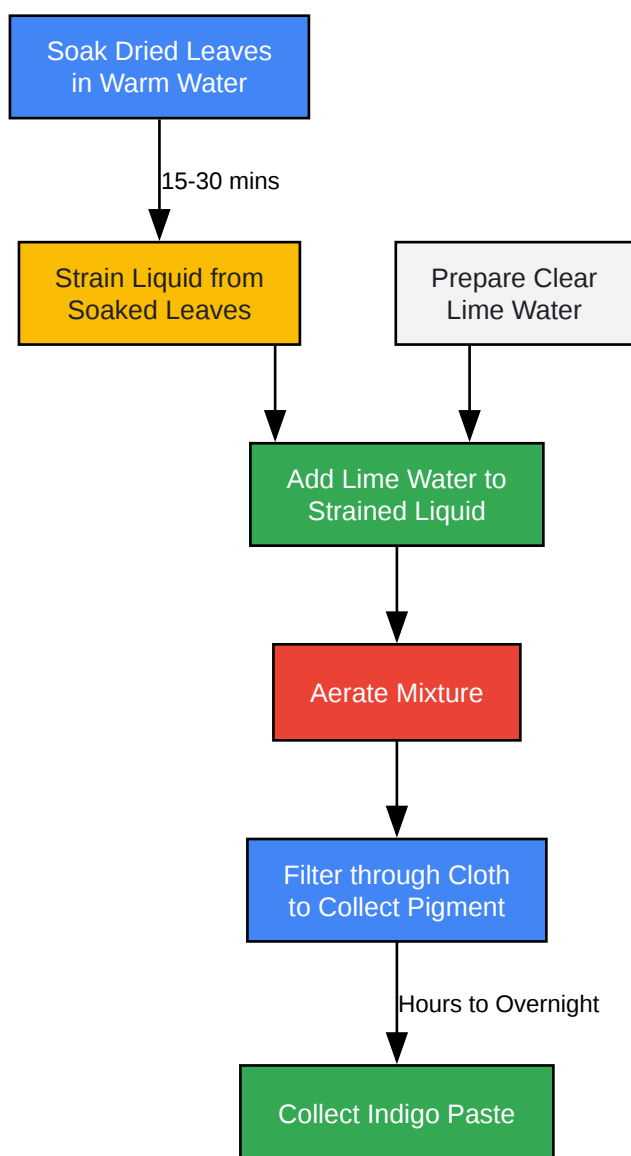 Soak Dried Leaves
in Warm Water
15-30 mins
Strain Liquid from
Soaked Leaves
Prepare Clear
Lime Water
Add Lime Water to
Strained Liquid
Aerate Mixture
Filter through Cloth
to Collect Pigment
Hours to Overnight
Collect Indigo Paste